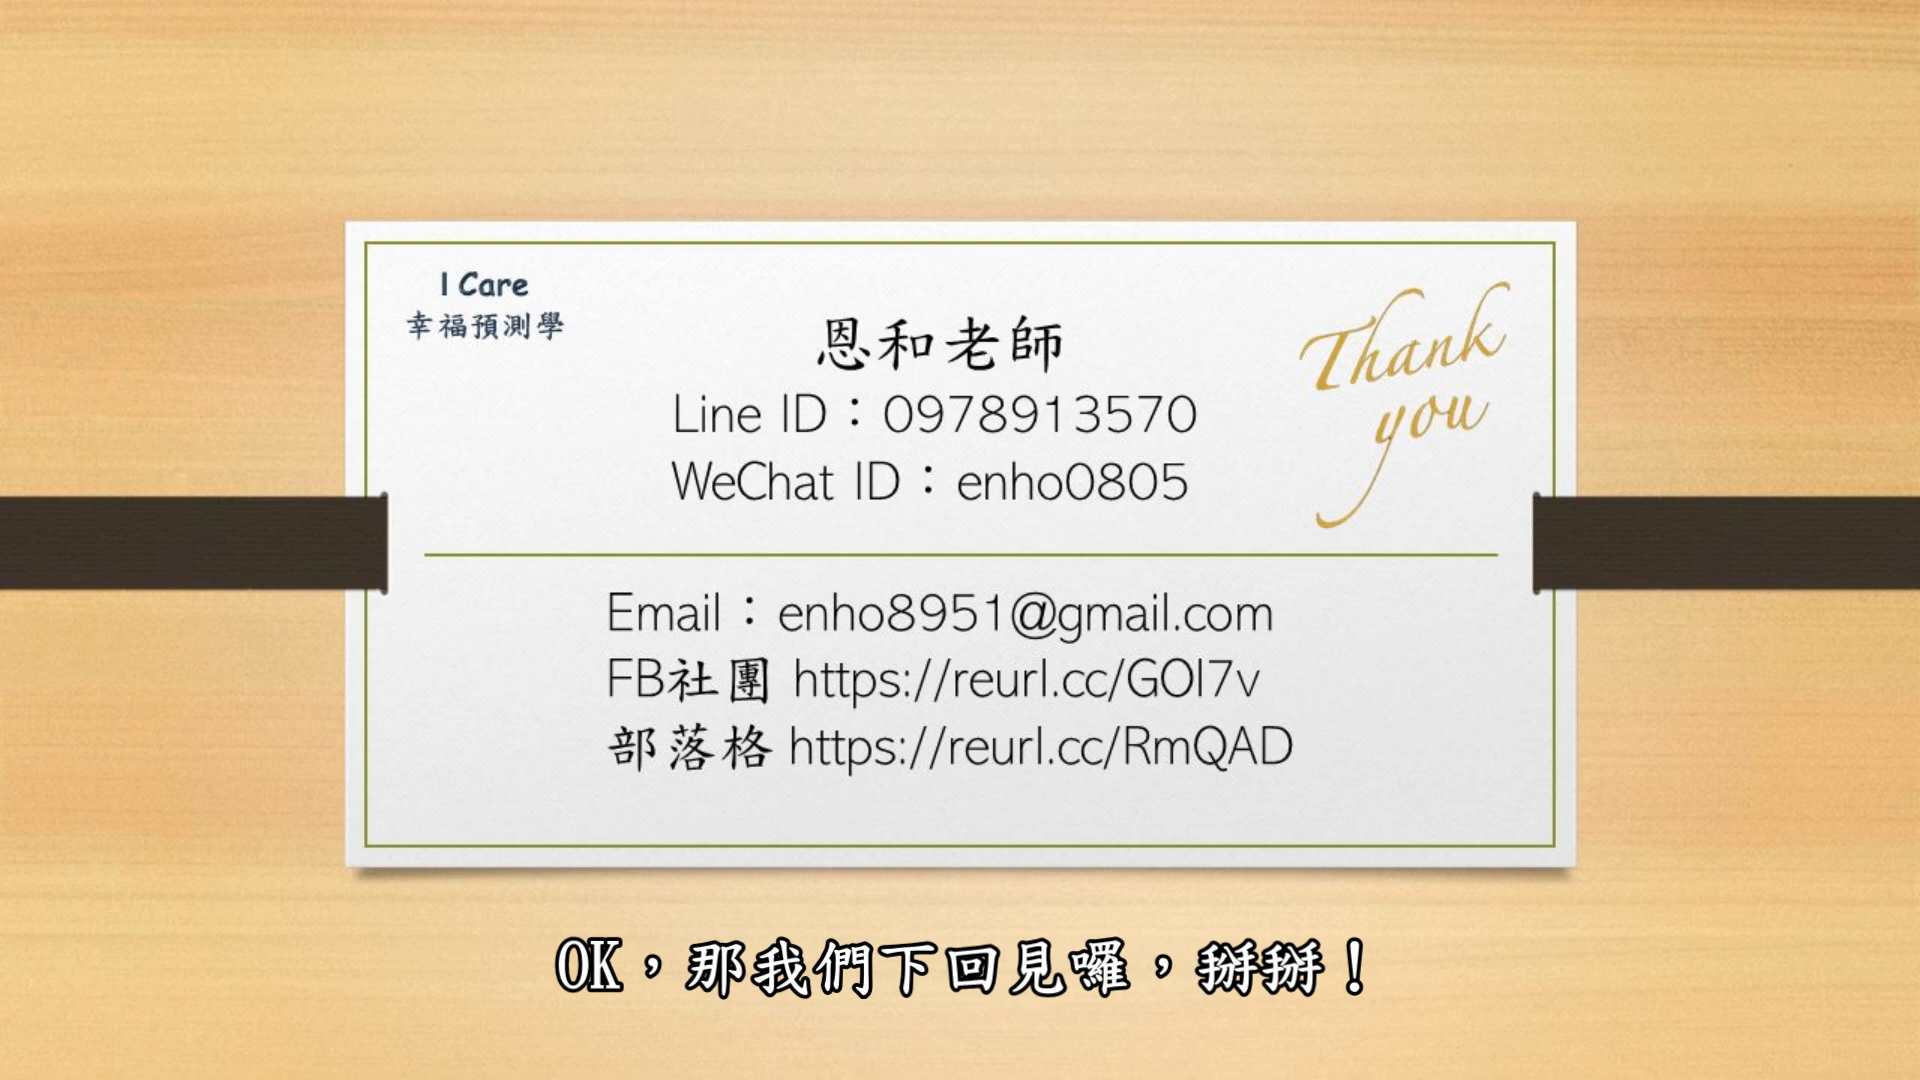 I Care
幸福預測學
恩和老師
Line ID：0978913570
WeChat ID：enho0805
Thank
you
Email：enho8951@gmail.com
FB社團 https://reurl.cc/GOl7v
部落格 https://reurl.cc/RmQAD
OK，那我們下回見囉，掰掰！